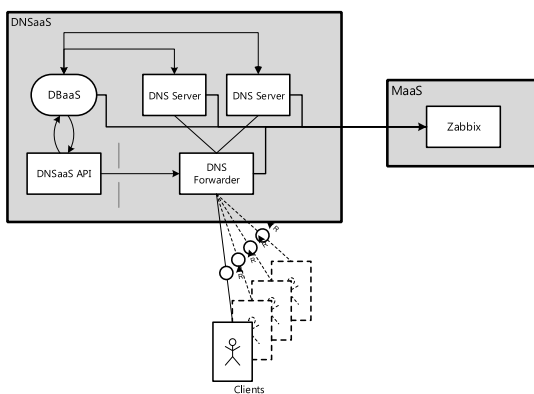 DNSaaS
MaaS
DBaaS
DNS Server
DNS Server
Zabbix
DNSaaS API
DNS
Forwarder
R
R
R
R
Clients